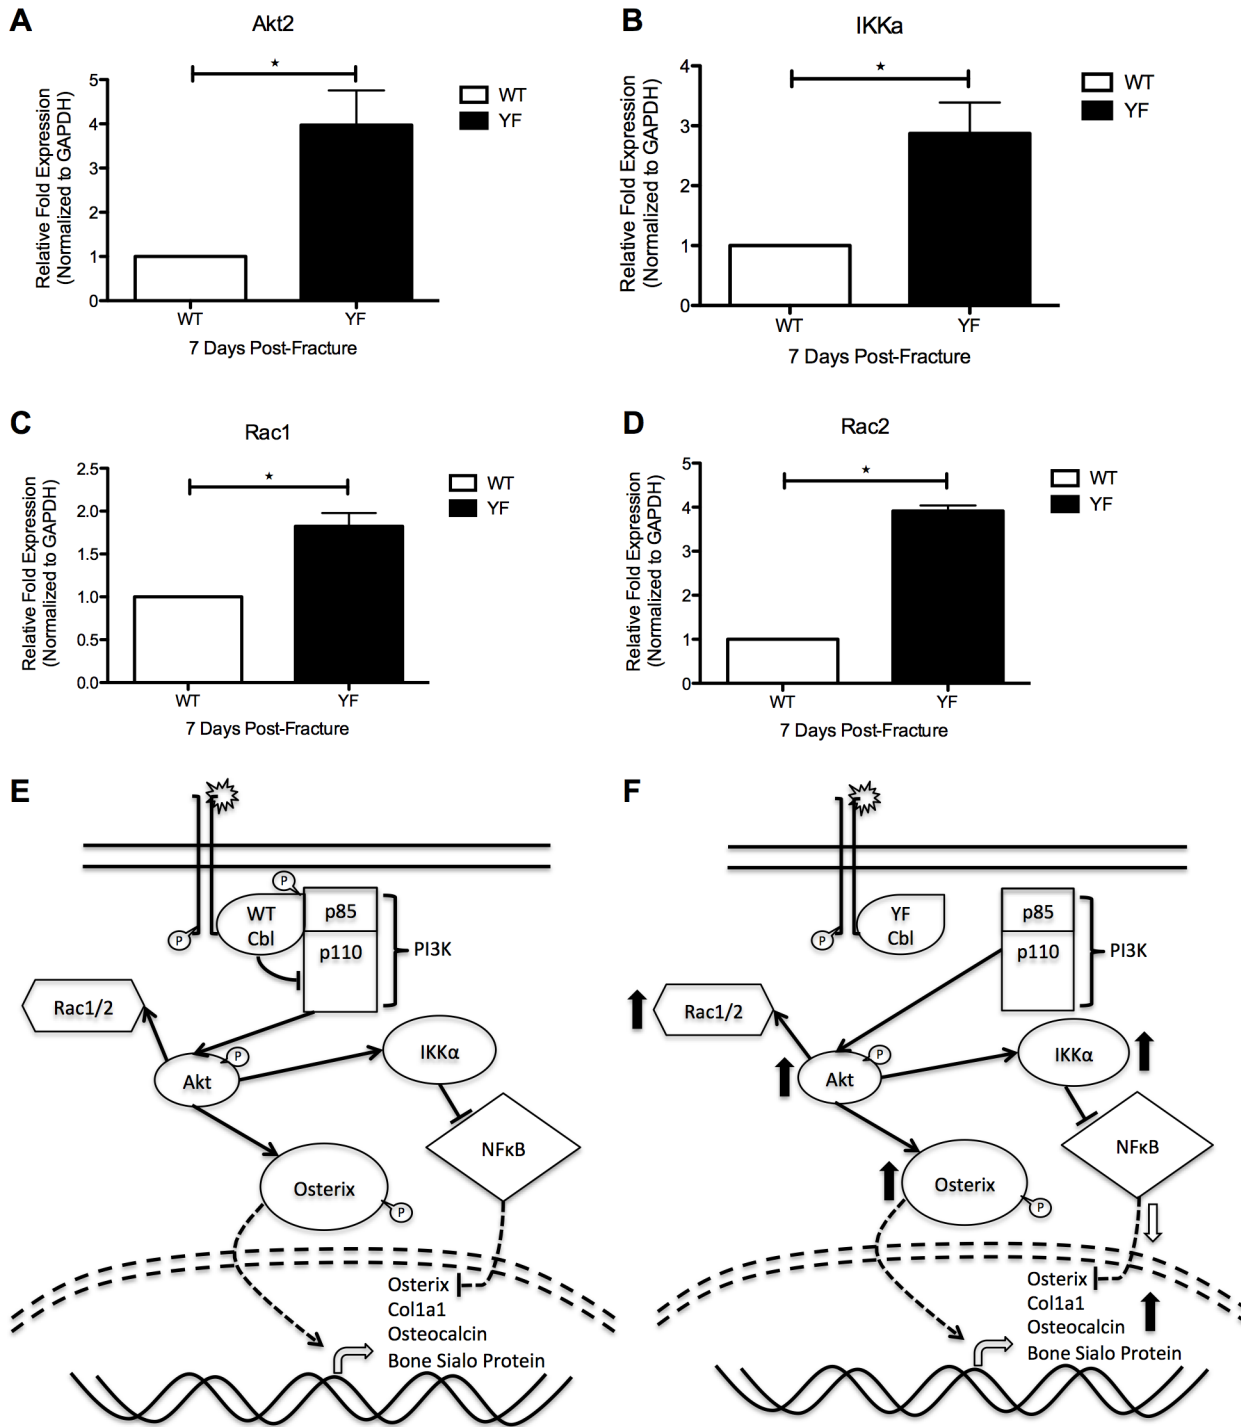 A
Akt2
Relative Fold Expression
(Normalized to GAPDH)
5
4
3
2
1
0
★
WT
YF
WT
YF
7 Days Post-Fracture
B
IKKa
Relative Fold Expression
(Normalized to GAPDH)
4
3
2
1
0
★
WT
YF
WT
YF
7 Days Post-Fracture
C
Rac1
Relative Fold Expression
(Normalized to GAPDH)
2.5
2.0
1.5
1.0
0.5
0.0
★
WT
YF
WT
YF
7 Days Post-Fracture
D
Rac2
Relative Fold Expression
(Normalized to GAPDH)
5
4
3
2
1
0
★
WT
YF
WT
YF
7 Days Post-Fracture
E
P
P
WT
Cbl
p85
p110
PI3K
Rac1/2
P
Akt
IKKα
NFκB
Osterix
P
Osterix
Col1a1
Osteocalcin
Bone Sialo Protein
F
P
YF
Cbl
p85
p110
PI3K
Rac1/2
P
Akt
IKKα
NFκB
Osterix
P
Osterix
Col1a1
Osteocalcin
Bone Sialo Protein